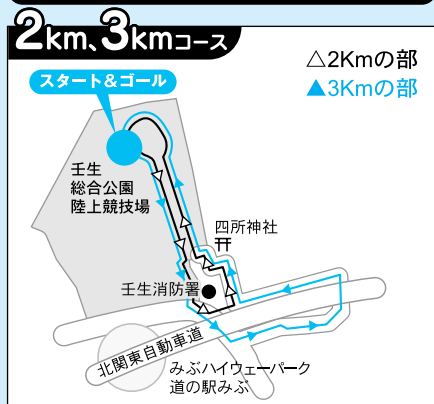 2km、3kmコース
△2Kmの部
▲3Kmの部
スタート&ゴール
壬生
総合公園
陸上競技場
四所神社
壬生消防署
北関東自動車道
みぶハイウェーパーク
道の駅みぶ